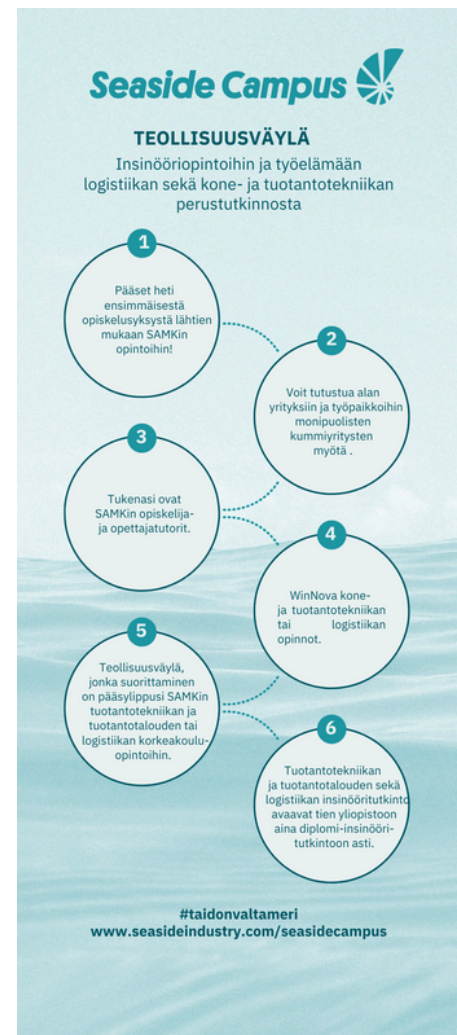 Seaside Campus
TEOLLISUUSVÄYLÄ
Insinööriopintoihin ja työelämään
logistiikan sekä kone- ja tuotantotekniikan
perustutkinnosta
1
Pääset heti
ensimmäisestä
opiskelusyksystä lähtien
mukaan SAMKin
opintoihin!
2
Voit tutustua alan
yrityksiin ja työpaikkoihin
monipuolisten
kummiyritysten
myötä .
3
Tukenasi ovat
SAMKin opiskelija-
ja opettajatutorit.
4
WinNova kone-
ja tuotantotekniikan
tai logistiikan
opinnot.
5
Teollisuusväylä,
jonka suorittaminen
on pääsylippusi SAMKin
tuotantotekniikan ja
tuotantotalouden tai
logistiikan korkeakoulu-
opintoihin.
6
Tuotantotekniikan
ja tuotantotalouden sekä
logistiikan insinööritutkinto
avaavat tien yliopistoon
aina diplomi-insinööri-
tutkintoon asti.
#taidonvaltameri
www.seasideindustry.com/seasidecampus